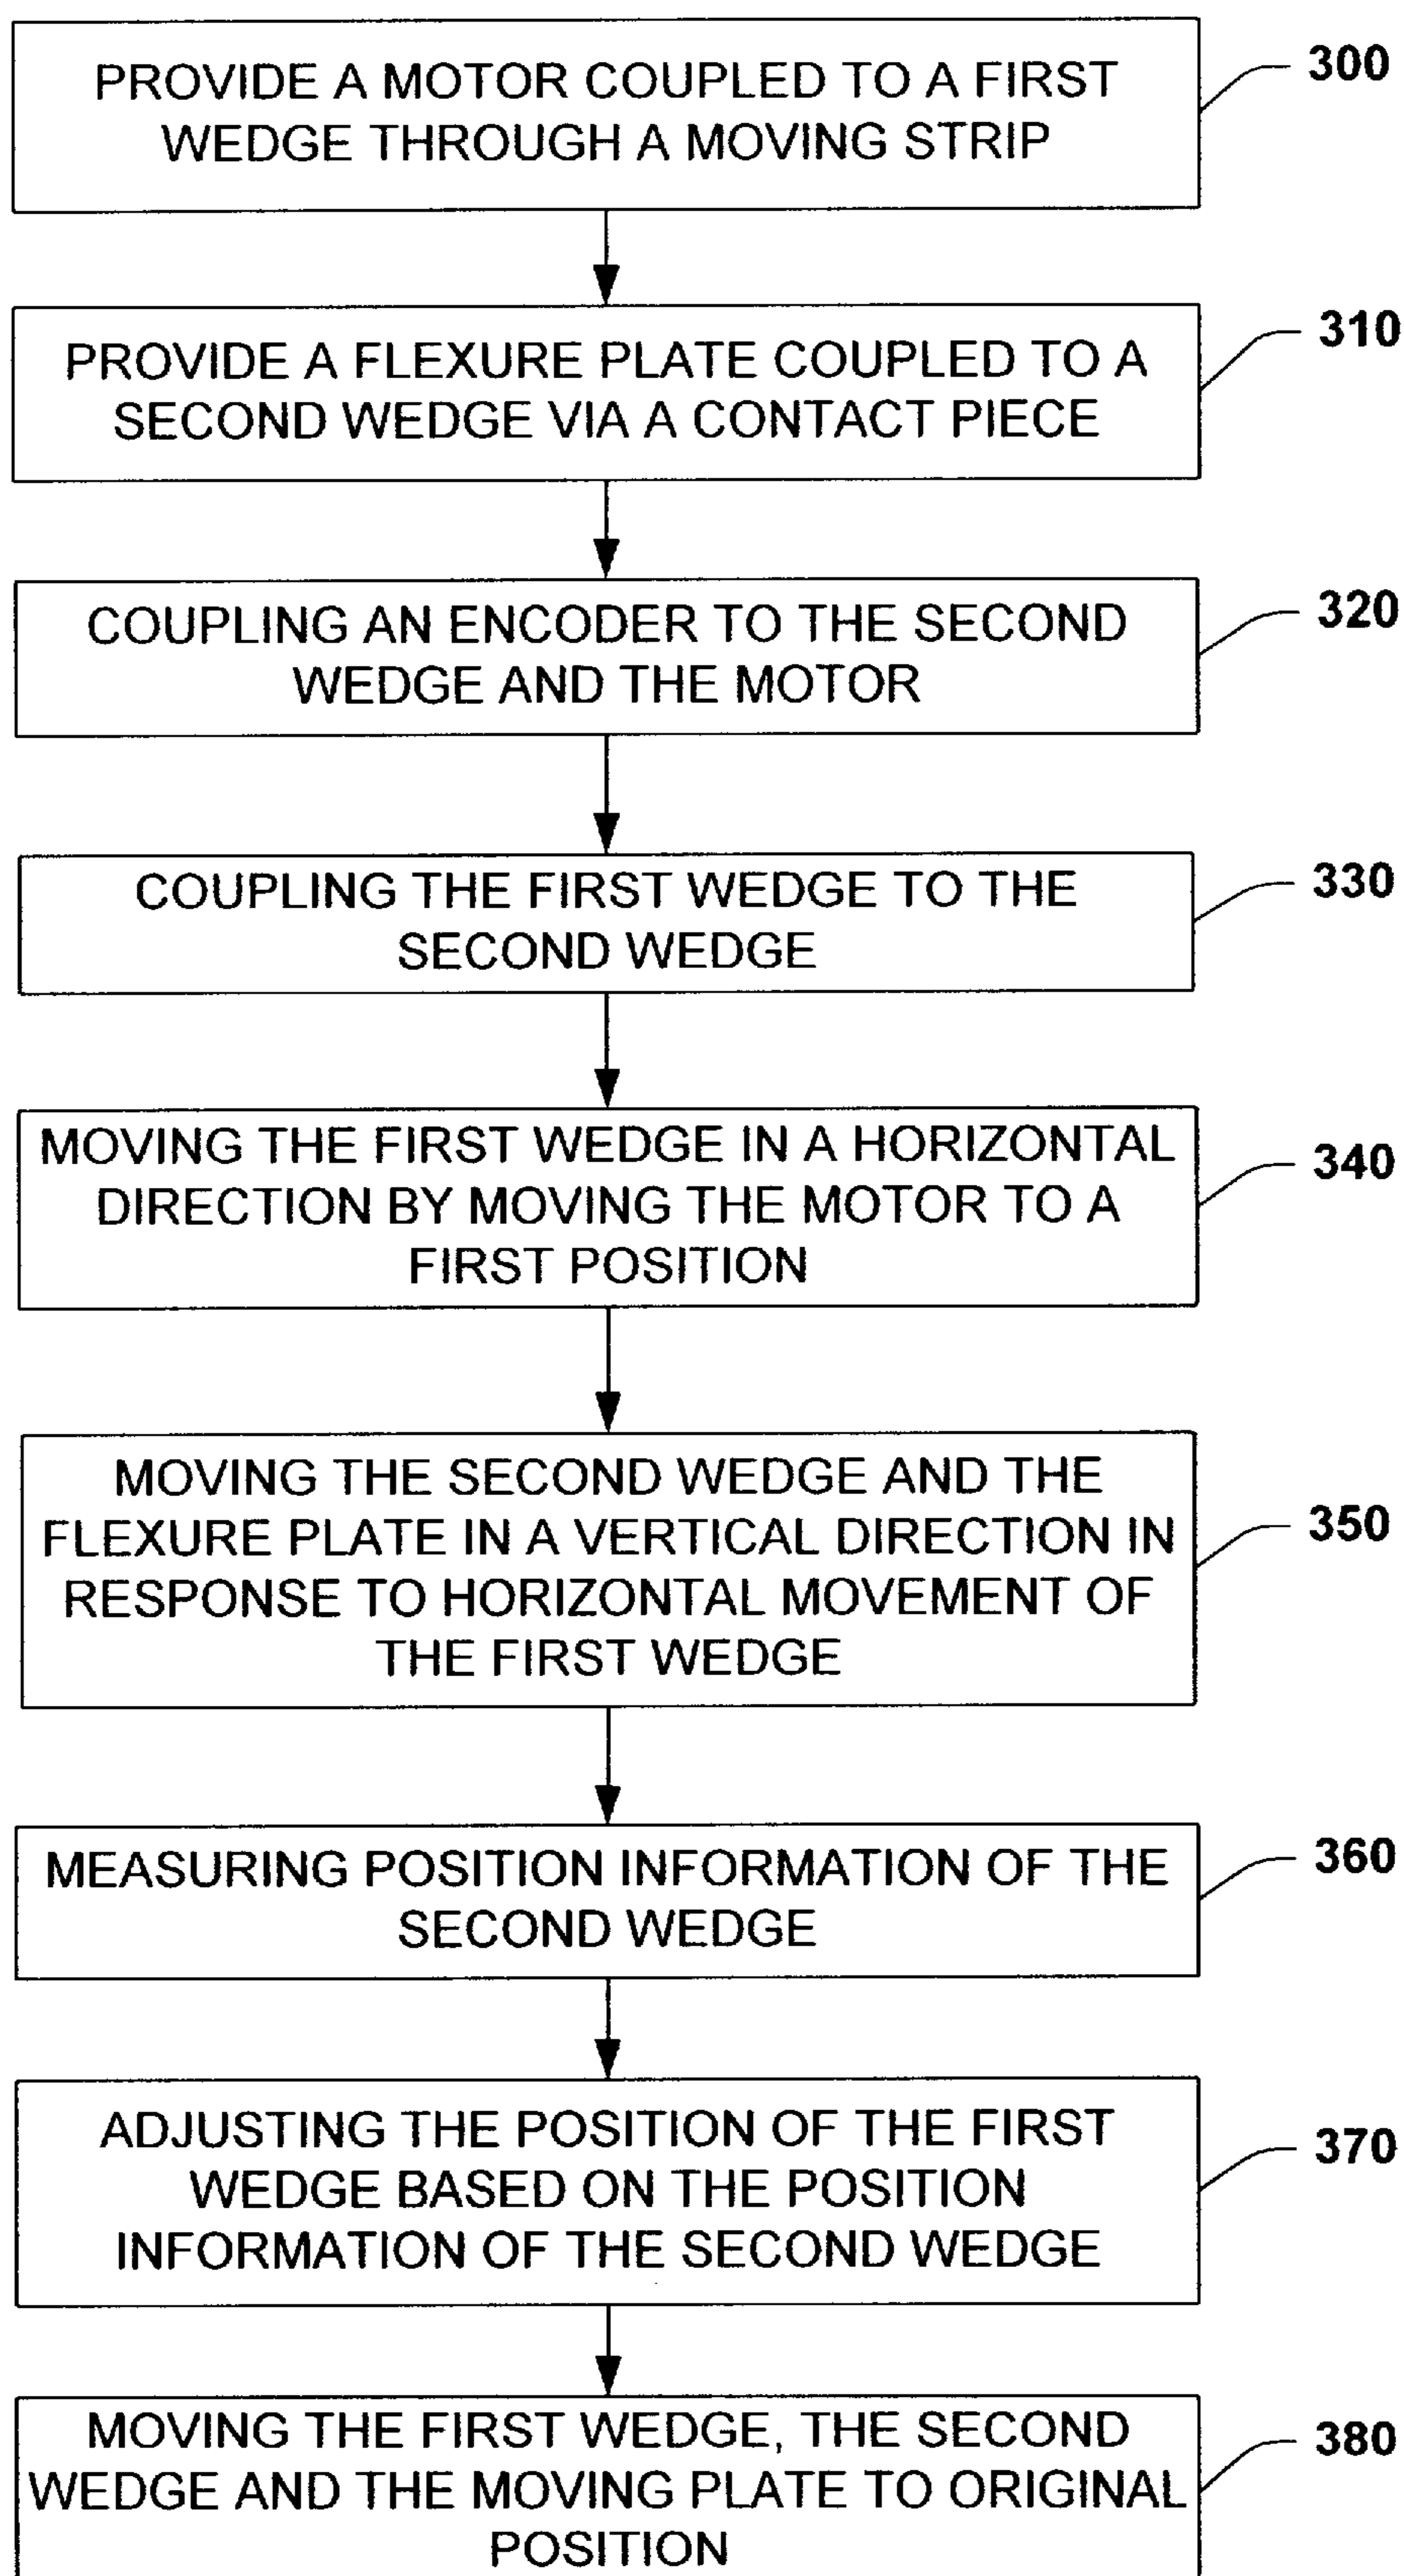 PROVIDE A MOTOR COUPLED TO A FIRST
WEDGE THROUGH A MOVING STRIP
300
PROVIDE A FLEXURE PLATE COUPLED TO A
SECOND WEDGE VIA A CONTACT PIECE
310
COUPLING AN ENCODER TO THE SECOND
WEDGE AND THE MOTOR
320
COUPLING THE FIRST WEDGE TO THE
SECOND WEDGE
330
MOVING THE FIRST WEDGE IN A HORIZONTAL
DIRECTION BY MOVING THE MOTOR TO A
FIRST POSITION
340
MOVING THE SECOND WEDGE AND THE
FLEXURE PLATE IN A VERTICAL DIRECTION IN
RESPONSE TO HORIZONTAL MOVEMENT OF
THE FIRST WEDGE
350
MEASURING POSITION INFORMATION OF THE
SECOND WEDGE
360
ADJUSTING THE POSITION OF THE FIRST
WEDGE BASED ON THE POSITION
INFORMATION OF THE SECOND WEDGE
370
MOVING THE FIRST WEDGE, THE SECOND
WEDGE AND THE MOVING PLATE TO ORIGINAL
POSITION
380